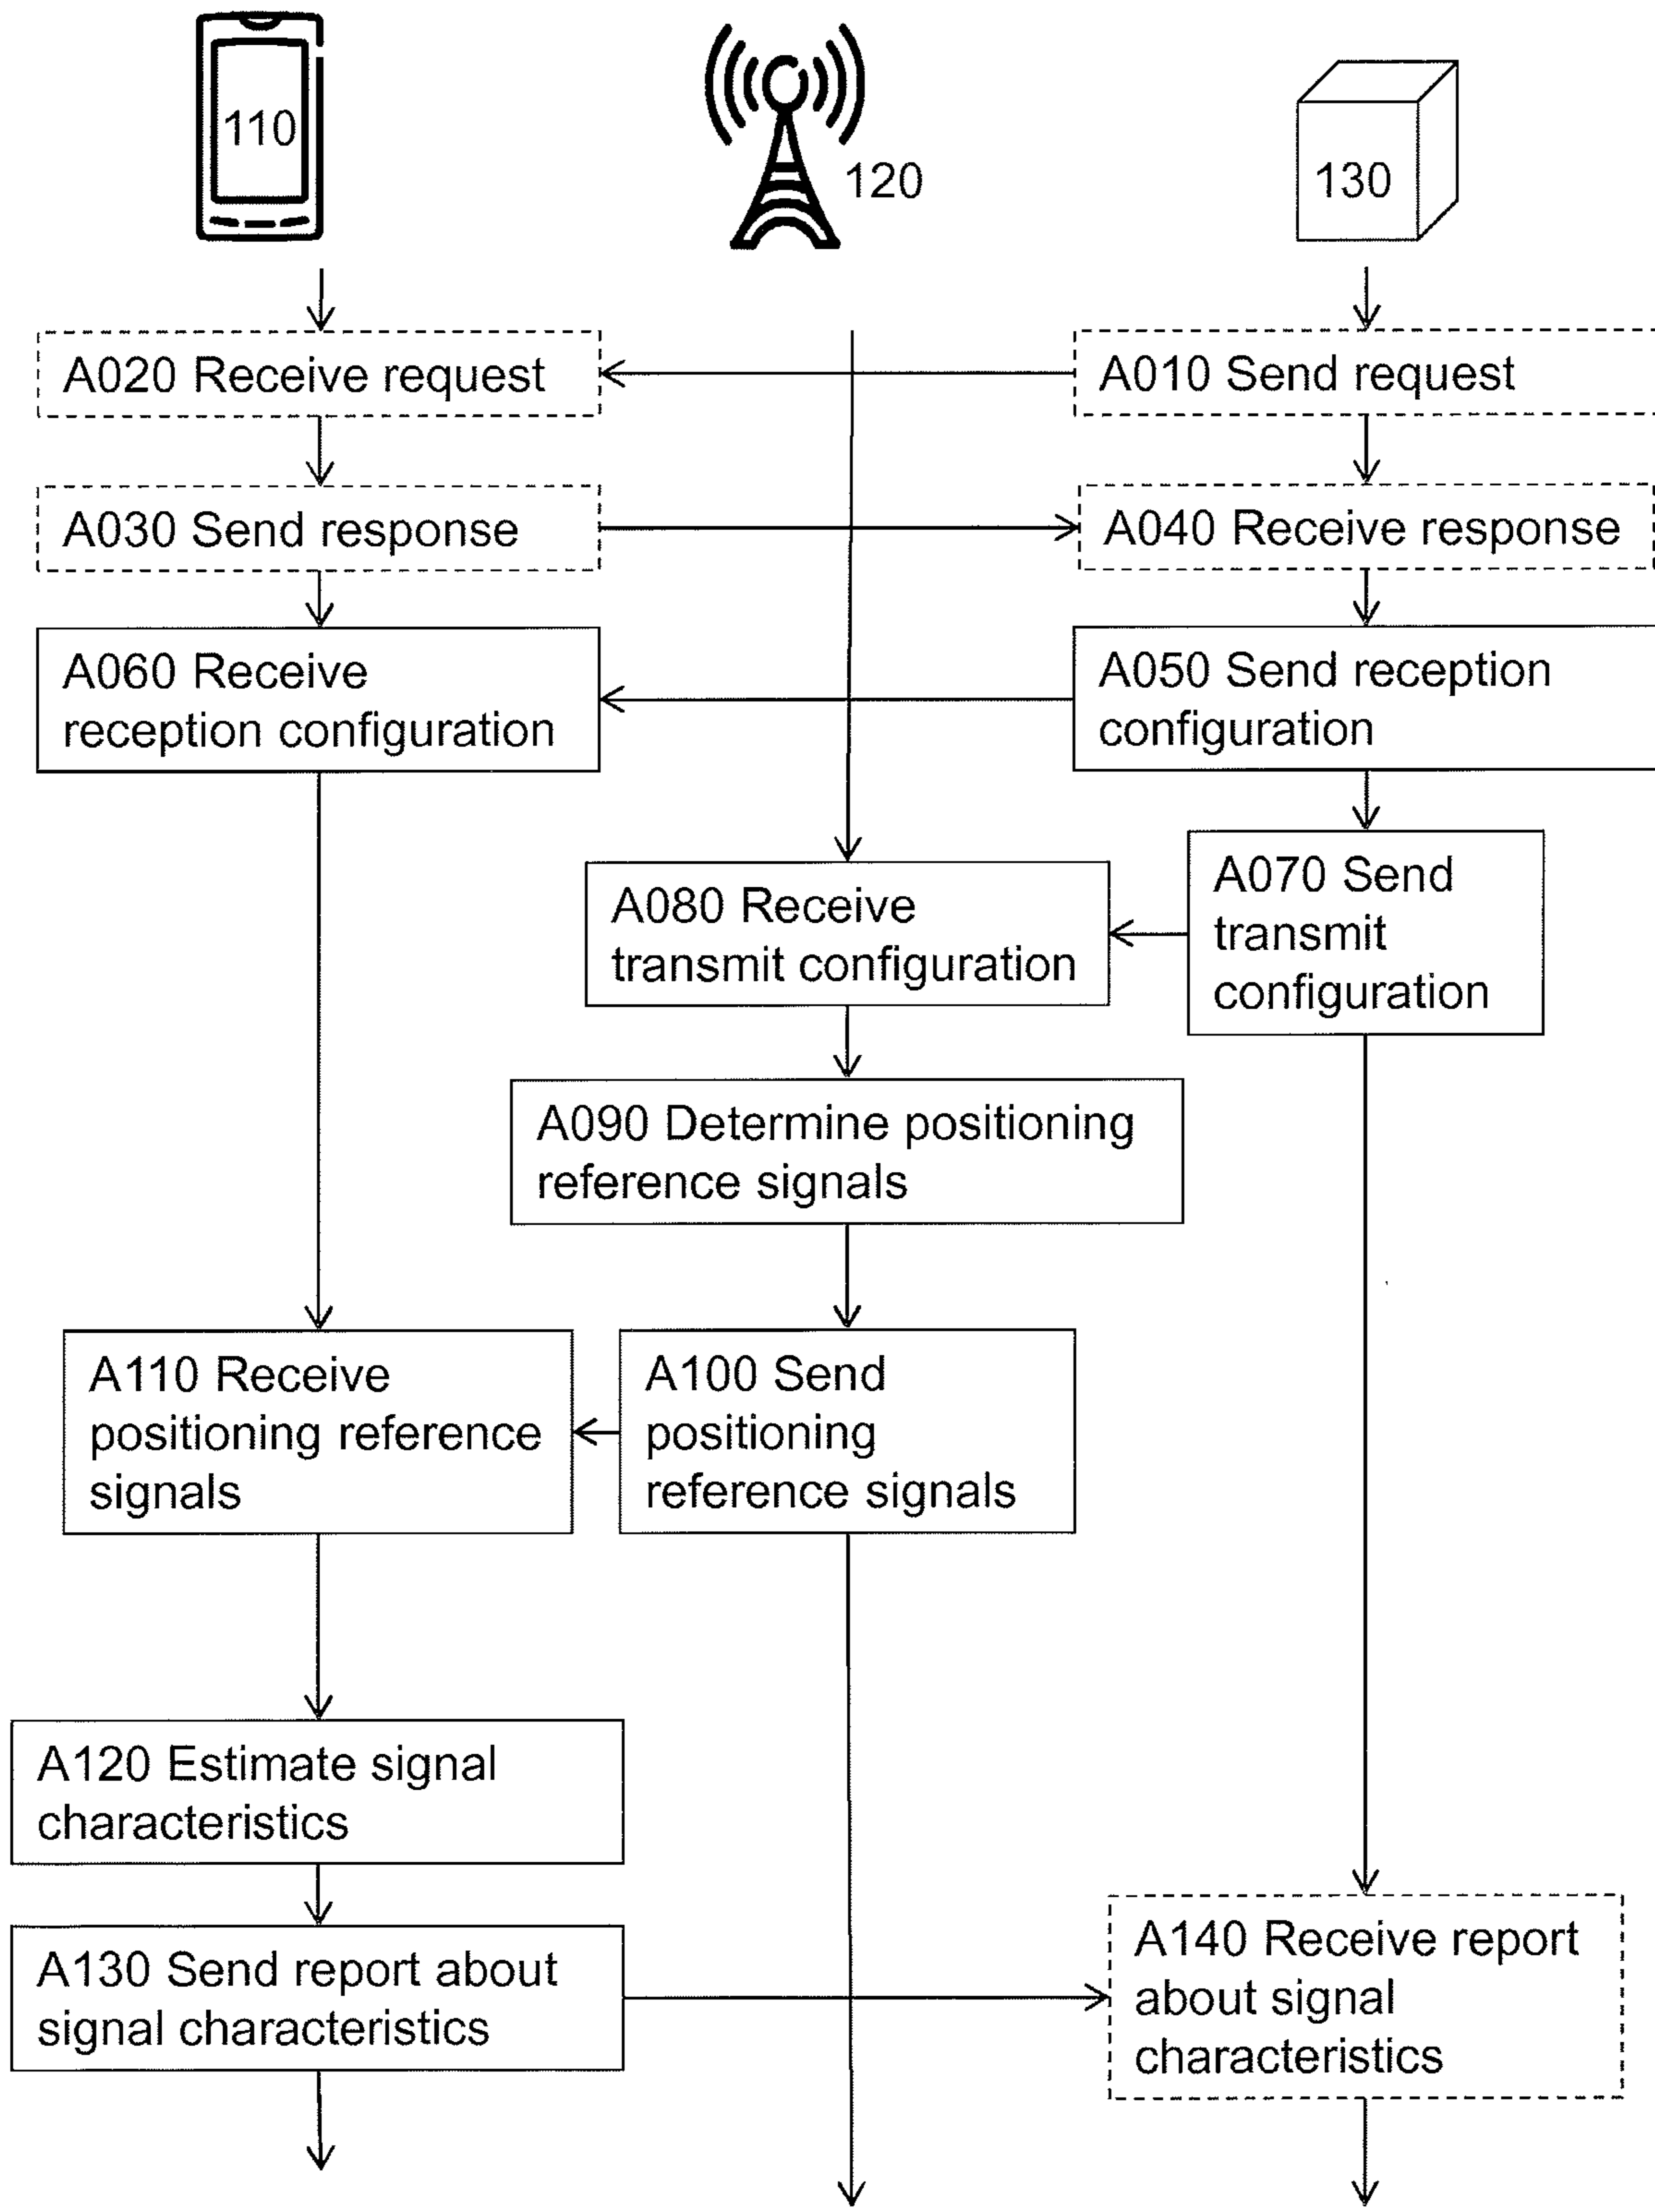 110
120
130
A020 Receive request
A010 Send request
A030 Send response
A040 Receive response
A060 Receive
reception configuration
A050 Send reception
configuration
A080 Receive
transmit configuration
A070 Send
transmit
configuration
A090 Determine positioning
reference signals
A110 Receive
positioning reference
signals
A100 Send
positioning
reference signals
A120 Estimate signal
characteristics
A130 Send report about
signal characteristics
A140 Receive report
about signal
characteristics